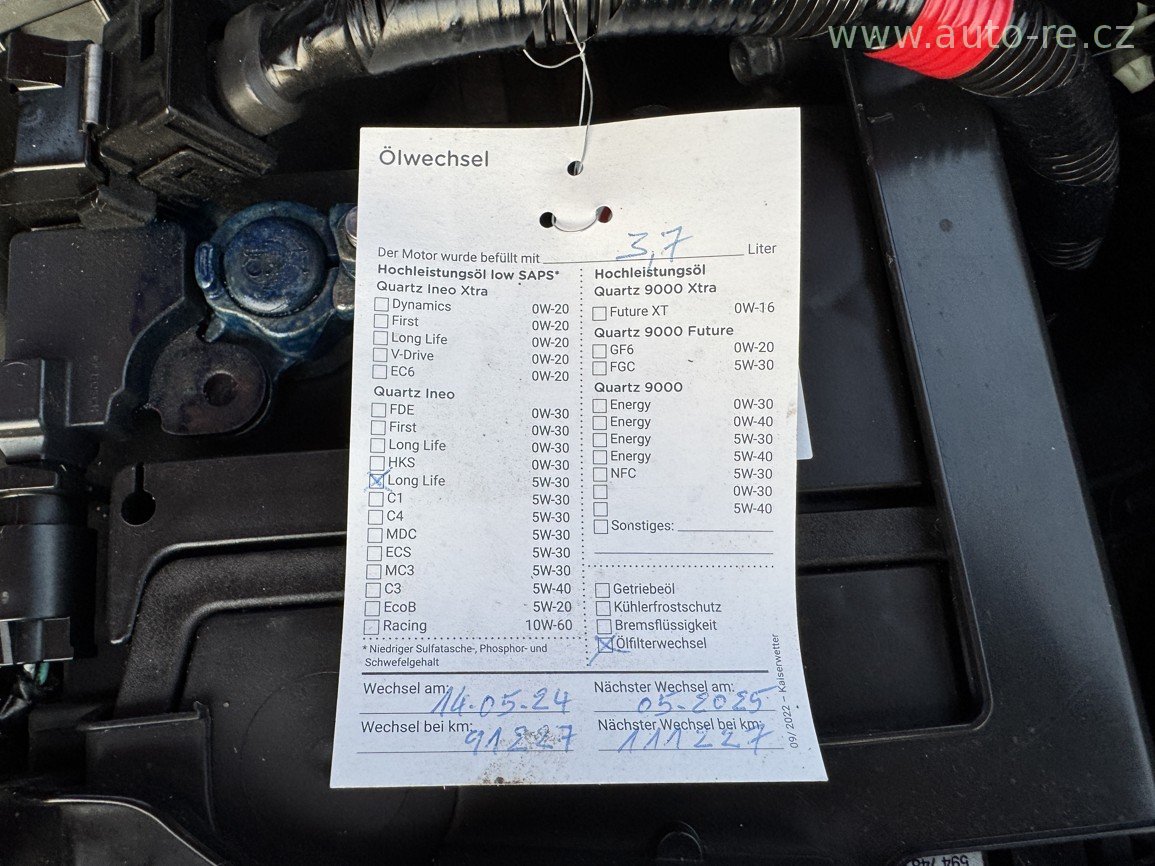 www.auto-re.cz
Ölwechsel
Der Motor wurde befüllt mit 3,7 Liter
Hochleistungsöl low SAPS*
Quartz Ineo Xtra
Dynamics 0W-20
First 0W-20
Long Life 0W-20
V-Drive 0W-20
EC6 0W-20
Quartz Ineo
FDE 0W-30
First 0W-30
Long Life 0W-30
HKS 0W-30
Long Life 5W-30
C1 5W-30
C4 5W-30
MDC 5W-30
ECS 5W-30
MC3 5W-30
C3 5W-40
EcoB 5W-20
Racing 10W-60
* Niedriger Sulfatasche-, Phosphor- und
Schwefelgehalt
Hochleistungsöl
Quartz 9000 Xtra
Future XT 0W-16
Quartz 9000 Future
GF6 0W-20
FGC 5W-30
Quartz 9000
Energy 0W-30
Energy 0W-40
Energy 5W-30
Energy 5W-40
NFC 5W-30
0W-30
5W-40
Sonstiges:
Getriebeöl
Kühlerfrostschutz
Bremsflüssigkeit
Ölfilterwechsel
Wechsel am: 14.05.24
Nächster Wechsel am: 05.2025
Wechsel bei km: 91227
Nächster Wechsel bei km: 111227
09/2022 – Kaiserwetter